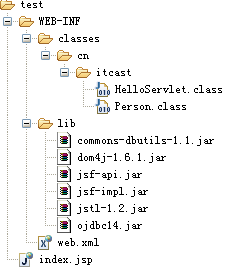 test
WEB-INF
classes
cn
itcast
HelloServlet.class
Person.class
lib
commons-dbutils-1.1.jar
dom4j-1.6.1.jar
jsf-api.jar
jsf-impl.jar
jstl-1.2.jar
ojdbc14.jar
web.xml
index.jsp